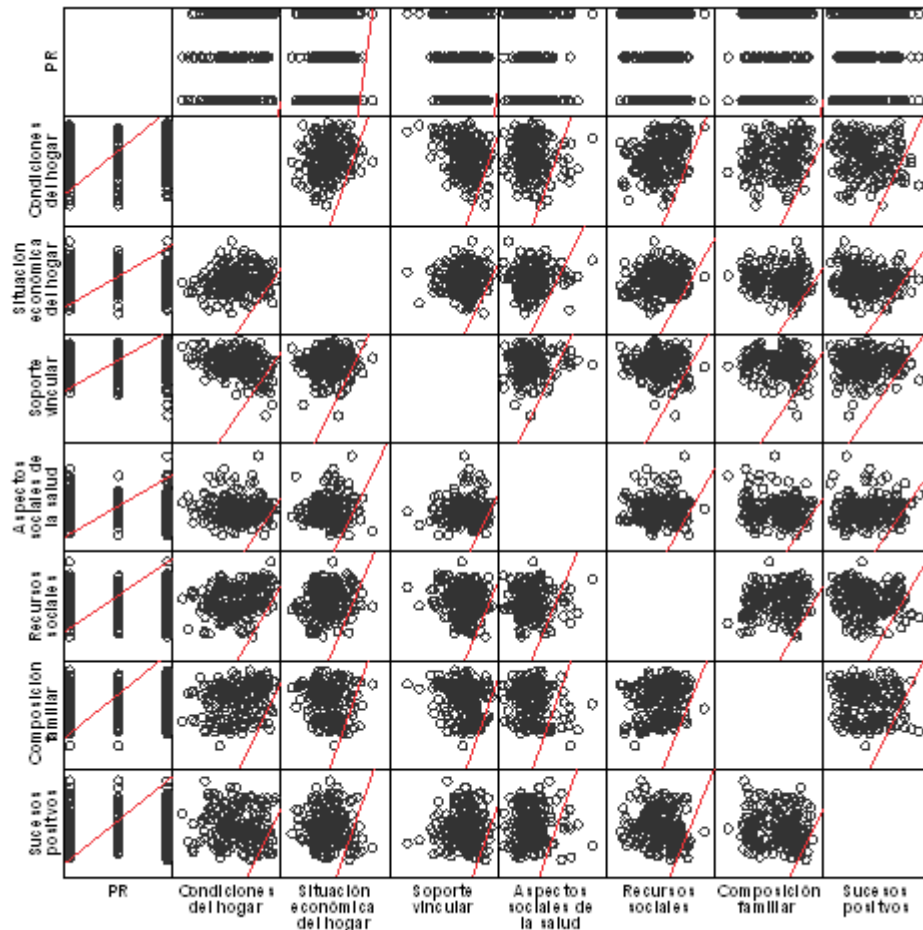 PR
Condiciones
del hogar
Situación
económica
del hogar
Soporte
vincular
Aspectos
sociales de
la salud
Recursos
sociales
Composición
familiar
Sucesos
positvos
PR
Condiciones
del hogar
Situación
económica
del hogar
Soporte
vincular
Aspectos
sociales de
la salud
Recursos
sociales
Composición
familiar
Sucesos
positvos